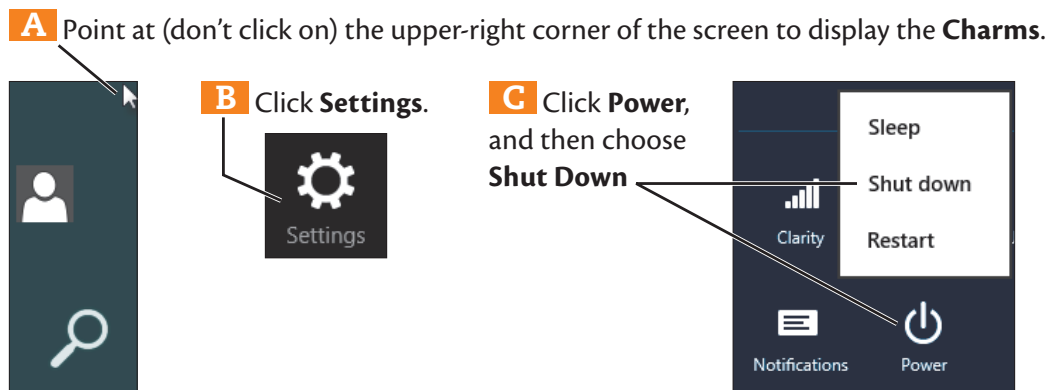 A Point at (don’t click on) the upper-right corner of the screen to display the Charms.
B Click Settings.
Settings
C Click Power,
and then choose
Shut Down
Sleep
Shut down
Restart
Clarity
Notifications
Power